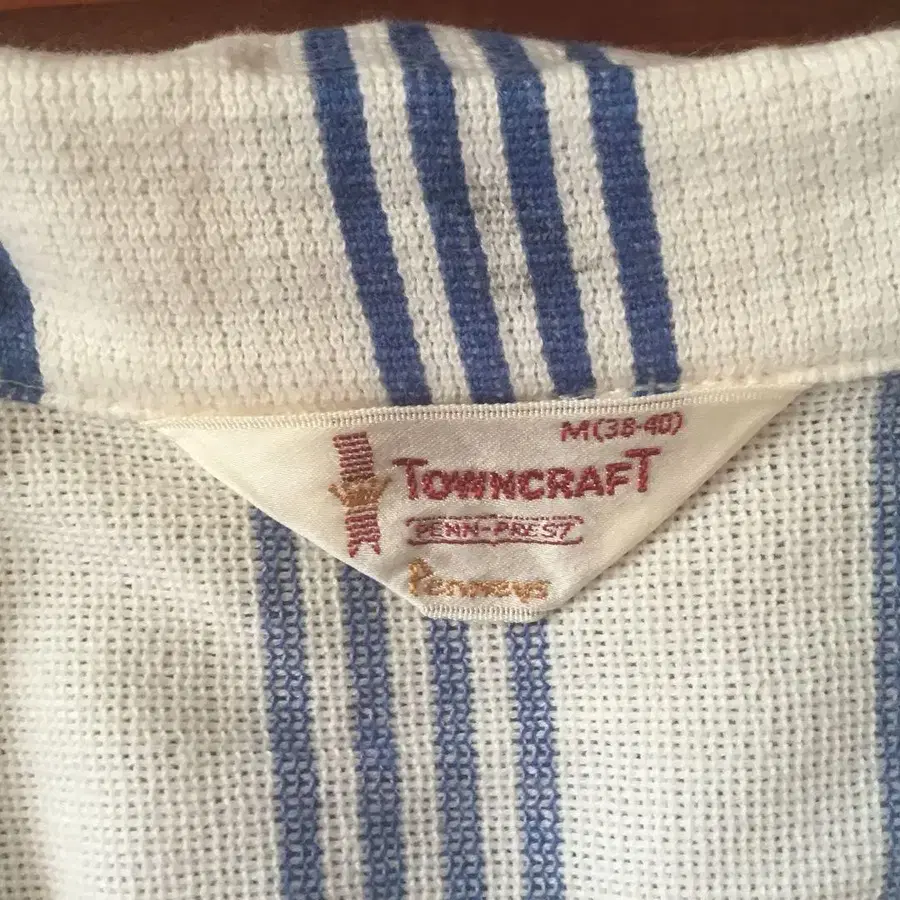 M(38-40)
TOWNCRAFT
PENN-PREST
Penneys